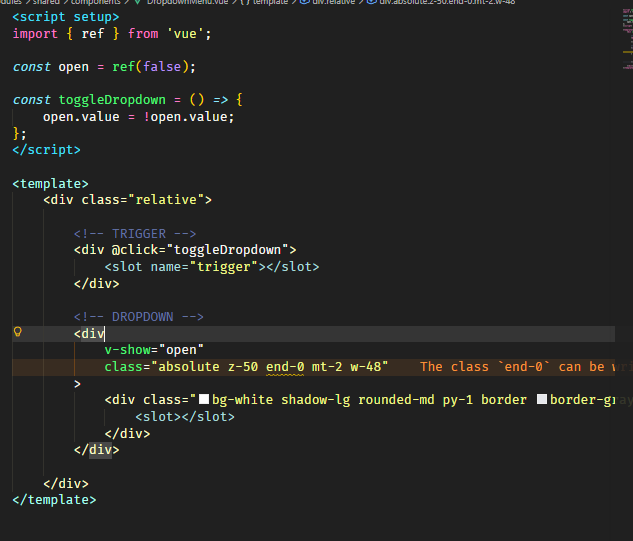 dules > shared > components > DropdownMenu.vue > { } template > div.relative > div.absolute.z-50.end-0.mt-2.w-48
<script setup>
import { ref } from 'vue';
const open = ref(false);
const toggleDropdown = () => {
open.value = !open.value;
};
</script>
<template>
<div class="relative">
<!-- TRIGGER -->
<div @click="toggleDropdown">
<slot name="trigger"></slot>
</div>
<!-- DROPDOWN -->
<div
v-show="open"
class="absolute z-50 end-0 mt-2 w-48" The class `end-0` can be wri
>
<div class="bg-white shadow-lg rounded-md py-1 border border-gray
<slot></slot>
</div>
</div>
</div>
</template>